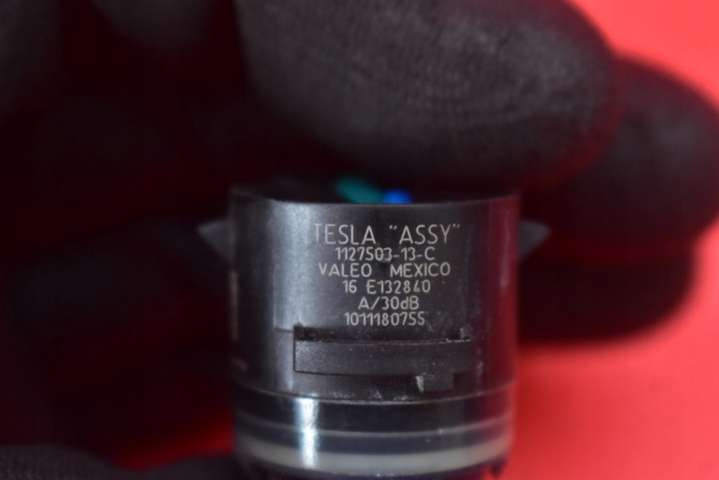 TESLA "ASSY"
1127503-13-C
VALEO MEXICO
16 E132840
A/30dB
1011180755